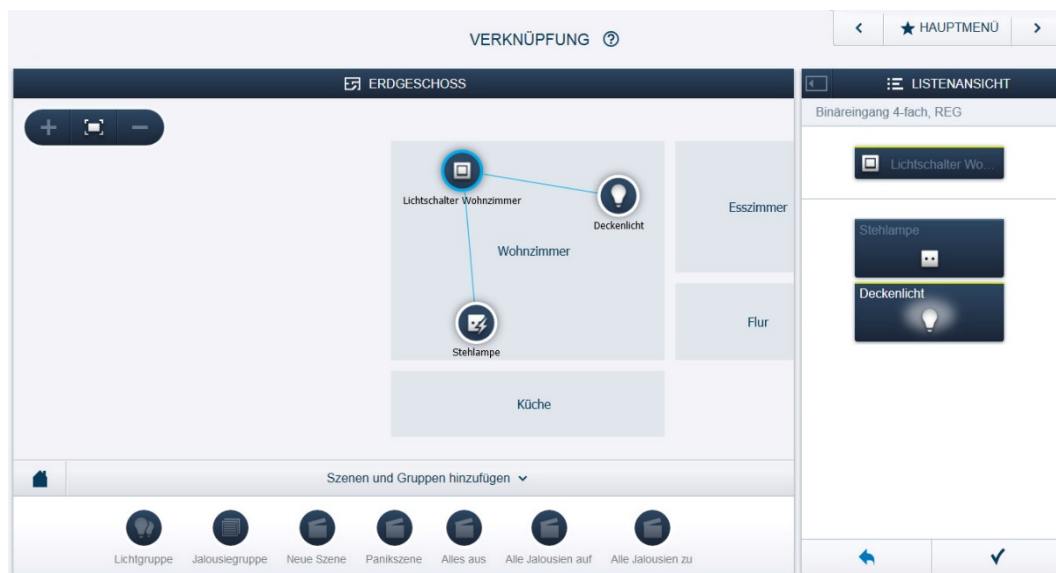 VERKNÜPFUNG ?
HAUPTMENÜ
ERDGESCHOSS
LISTENANSICHT
Binäreingang 4-fach, REG
Lichtschalter Wo...
Lichtschalter Wohnzimmer
Deckenlicht
Esszimmer
Wohnzimmer
Stehlampe
Flur
Küche
Stehlampe
Deckenlicht
Szenen und Gruppen hinzufügen
Lichtgruppe
Jalousiegruppe
Neue Szene
Panikszene
Alles aus
Alle Jalousien auf
Alle Jalousien zu